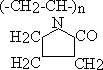 (-CH₂-CH-)n
N
H₂C CO
H₂C—CH₂